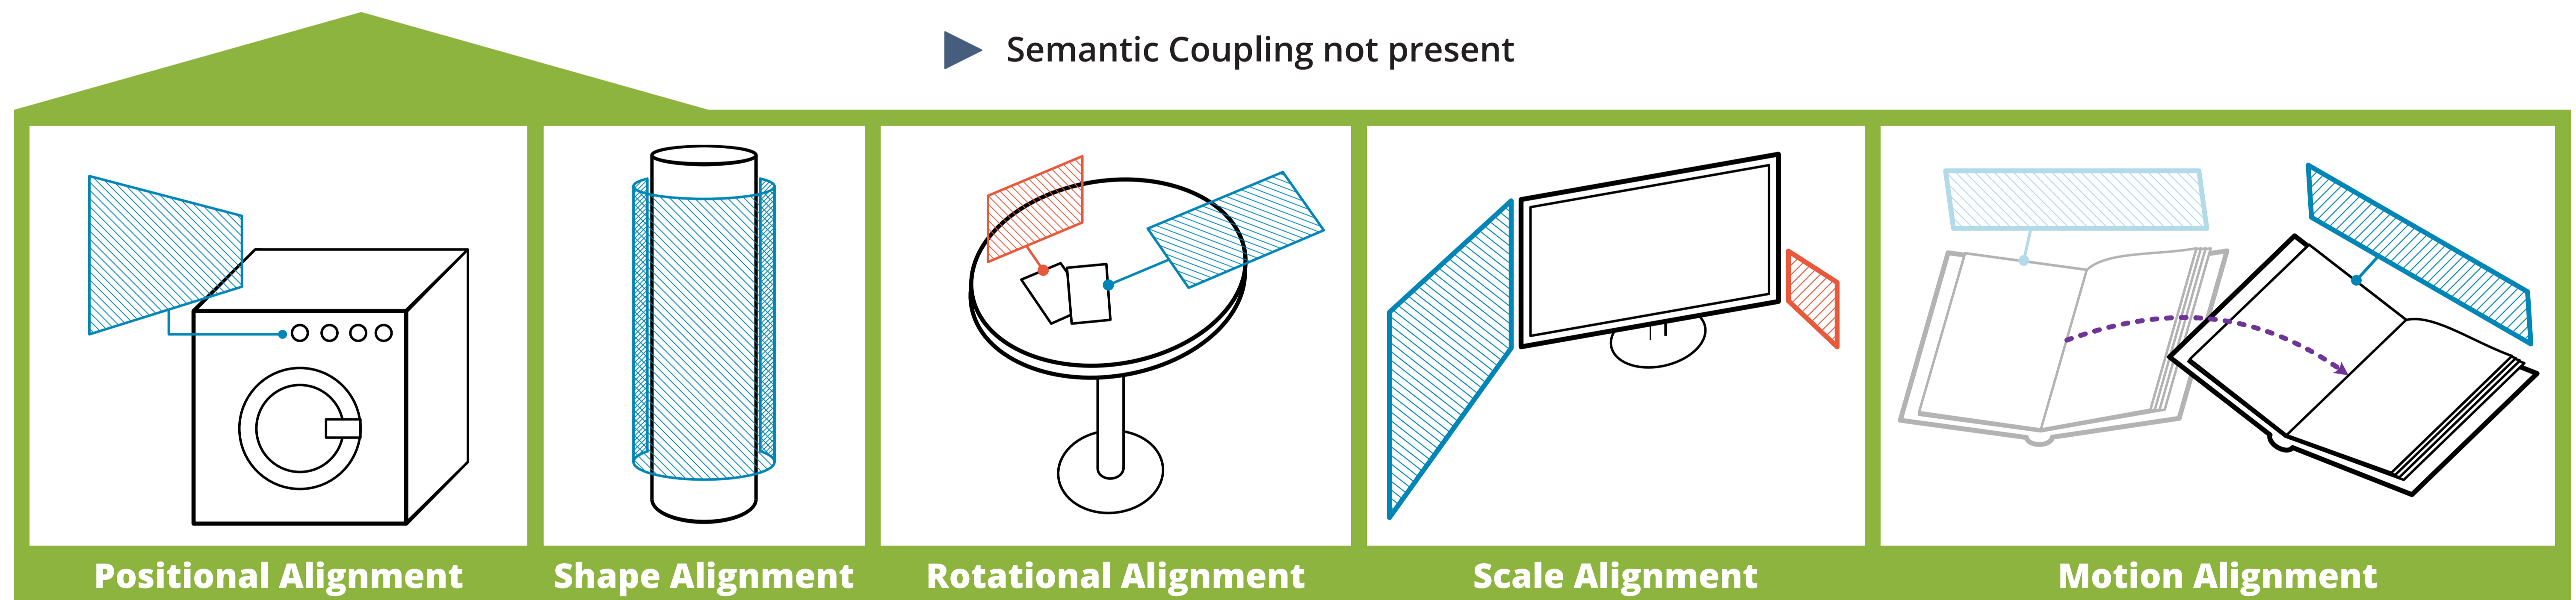 Semantic Coupling not present
Positional Alignment
Shape Alignment
Rotational Alignment
Scale Alignment
Motion Alignment